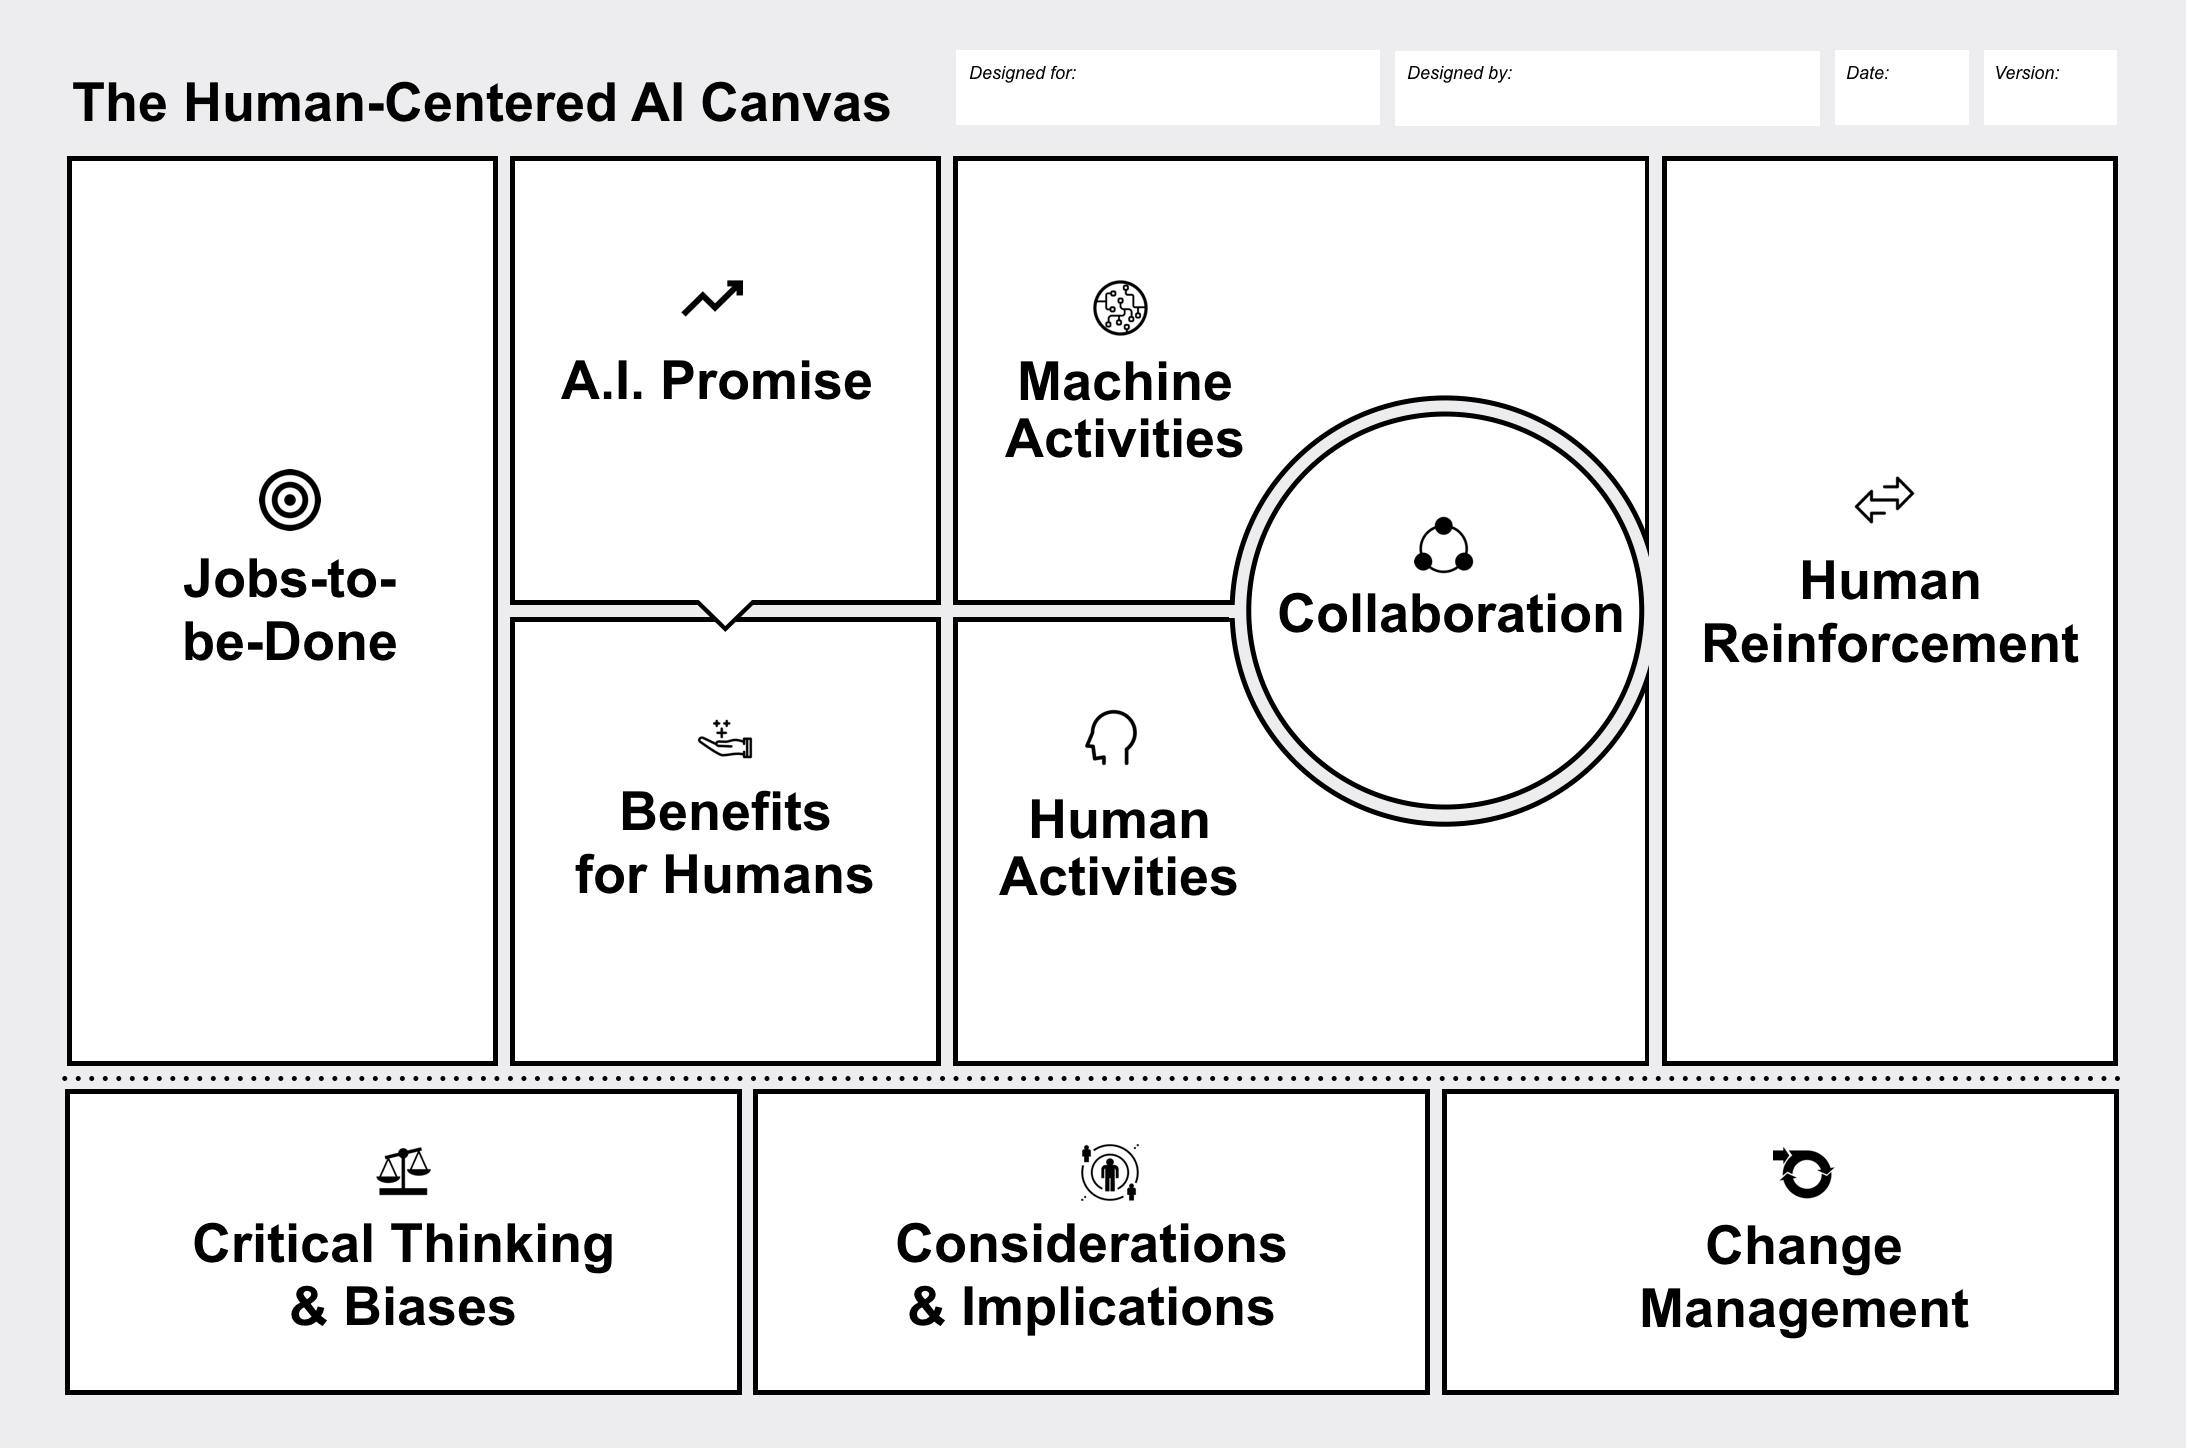 The Human-Centered AI Canvas
Designed for:
Designed by:
Date:
Version:
Jobs-to-
be-Done
A.I. Promise
Benefits
for Humans
Machine
Activities
Human
Activities
Collaboration
Human
Reinforcement
Critical Thinking
& Biases
Considerations
& Implications
Change
Management